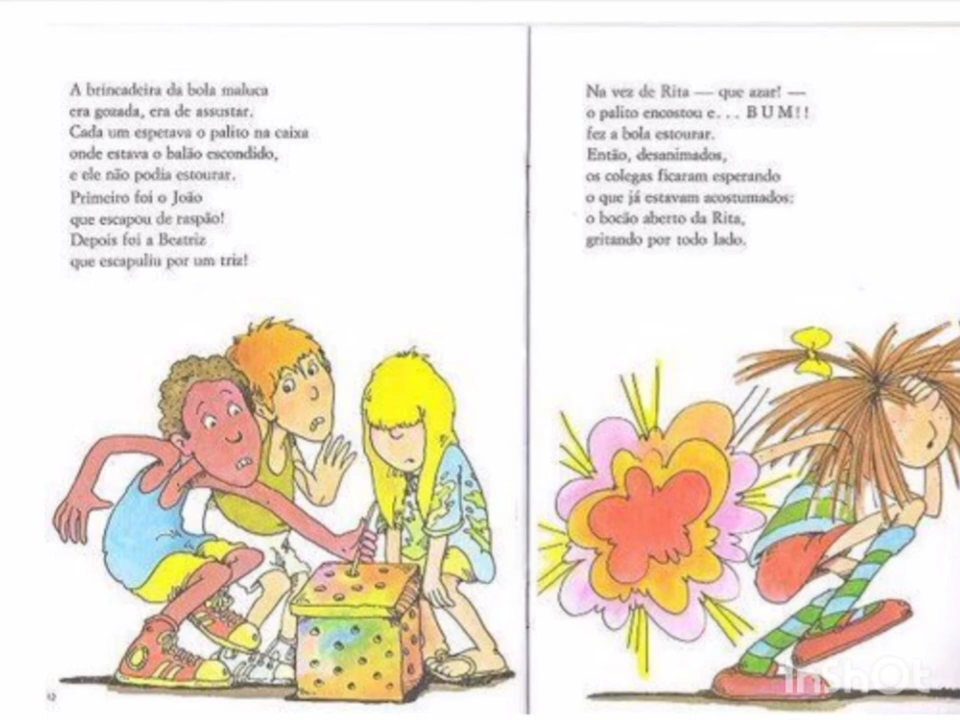 A brincadeira da bola maluca
era gozada, era de assustar.
Cada um espetava o palito na caixa
onde estava o balão escondido,
e ele não podia estourar.
Primeiro foi o João
que escapou de raspão!
Depois foi a Beatriz
que escapuliu por um triz!
12
Na vez de Rita — que azar! —
o palito encostou e... BUM!!
fez a bola estourar.
Então, desanimados,
os colegas ficaram esperando
o que já estavam acostumados:
o bocão aberto da Rita,
gritando por todo lado.
InShOt